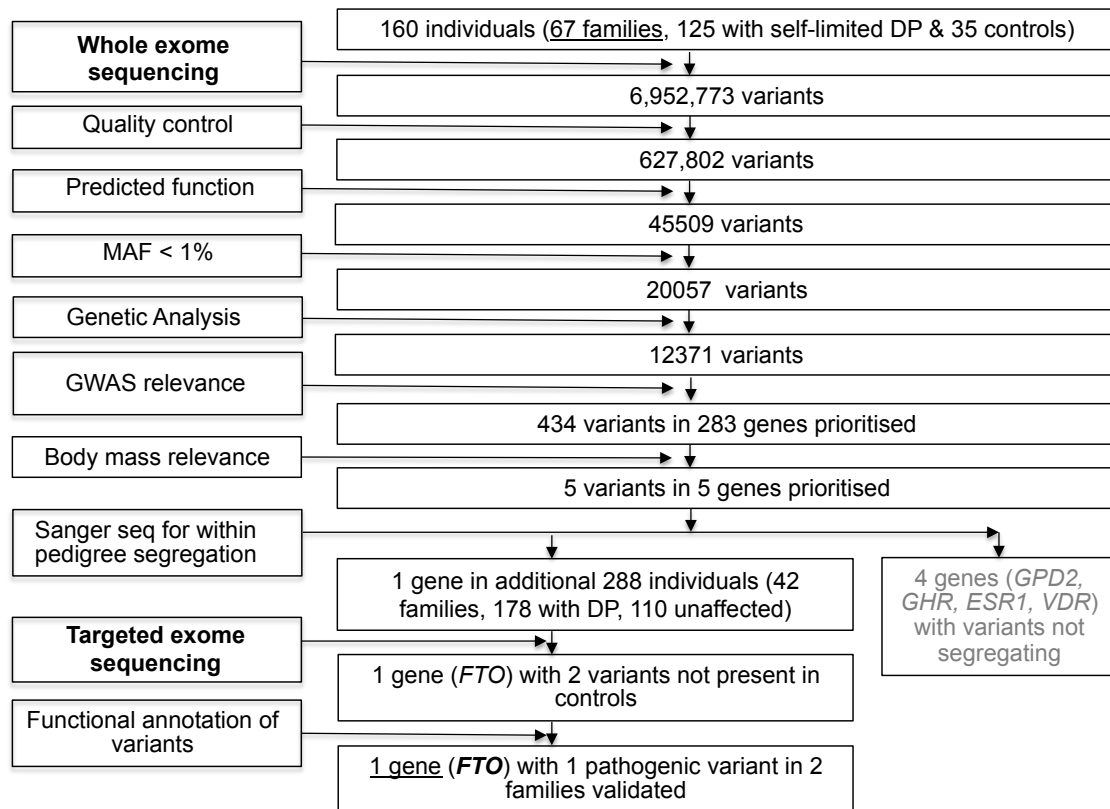 160 individuals (67 families, 125 with self-limited DP & 35 controls)
Whole exome
sequencing
6,952,773 variants
Quality control
627,802 variants
Predicted function
45509 variants
MAF < 1%
20057 variants
Genetic Analysis
12371 variants
GWAS relevance
434 variants in 283 genes prioritised
Body mass relevance
5 variants in 5 genes prioritised
Sanger seq for within
pedigree segregation
1 gene in additional 288 individuals (42
families, 178 with DP, 110 unaffected)
4 genes (GPD2,
GHR, ESR1, VDR)
with variants not
segregating
Targeted exome
sequencing
1 gene (FTO) with 2 variants not present in
controls
Functional annotation of
variants
1 gene (FTO) with 1 pathogenic variant in 2
families validated